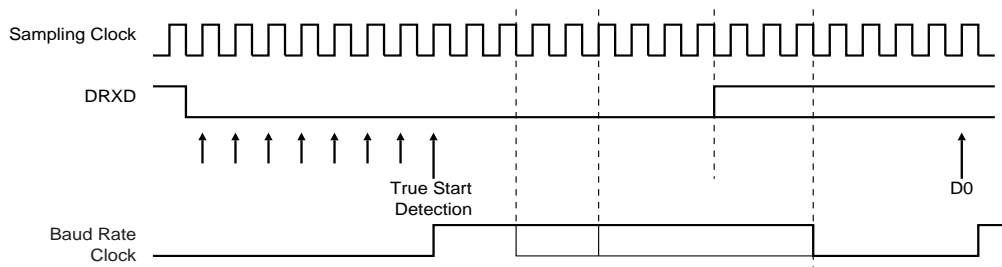 Sampling Clock
DRXD
True Start
Detection
D0
Baud Rate
Clock